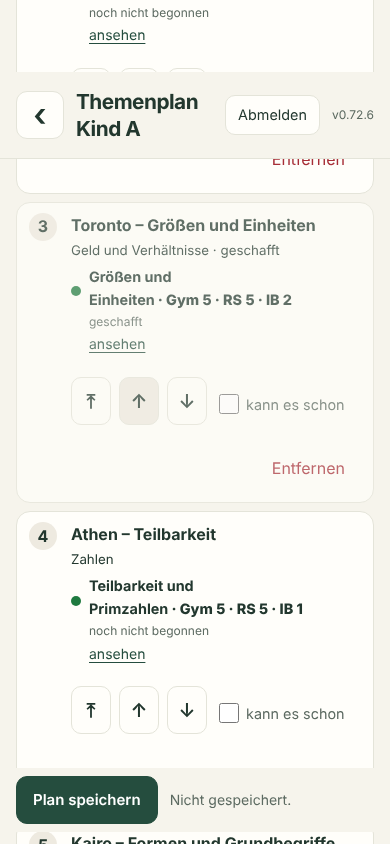 noch nicht begonnen
ansehen
Themenplan
Kind A
Abmelden
v0.72.6
Entfernen
3
Toronto – Größen und Einheiten
Geld und Verhältnisse · geschafft
Größen und
Einheiten · Gym 5 · RS 5 · IB 2
geschafft
ansehen
kann es schon
Entfernen
4
Athen – Teilbarkeit
Zahlen
Teilbarkeit und
Primzahlen · Gym 5 · RS 5 · IB 1
noch nicht begonnen
ansehen
kann es schon
Plan speichern
Nicht gespeichert.
5
Kairo – Formen und Grundbegriffe